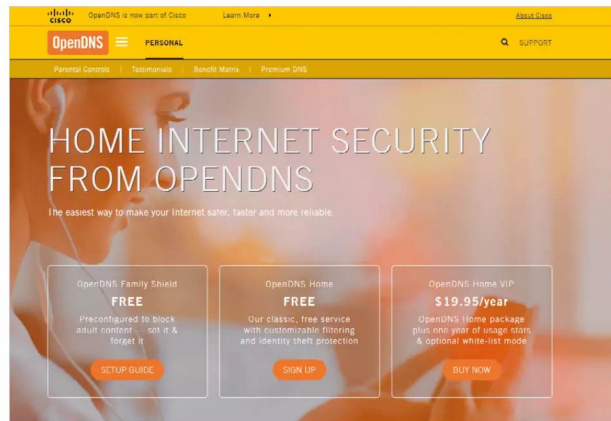 CISCO
OpenDNS is now part of Cisco
Learn More
About Cisco
OpenDNS
PERSONAL
SUPPORT
Parental Controls | Testimonials | Benefit Matrix | Premium DNS
HOME INTERNET SECURITY
FROM OPENDNS
The easiest way to make your Internet safer, faster and more reliable.
OpenDNS Family Shield
FREE
Preconfigured to block
adult content — set it &
forget it
SETUP GUIDE
OpenDNS Home
FREE
Our classic, free service
with customizable filtering
and identity theft protection
SIGN UP
OpenDNS Home VIP
$19.95/year
OpenDNS Home package
plus one year of usage stats
& optional white-list mode
BUY NOW